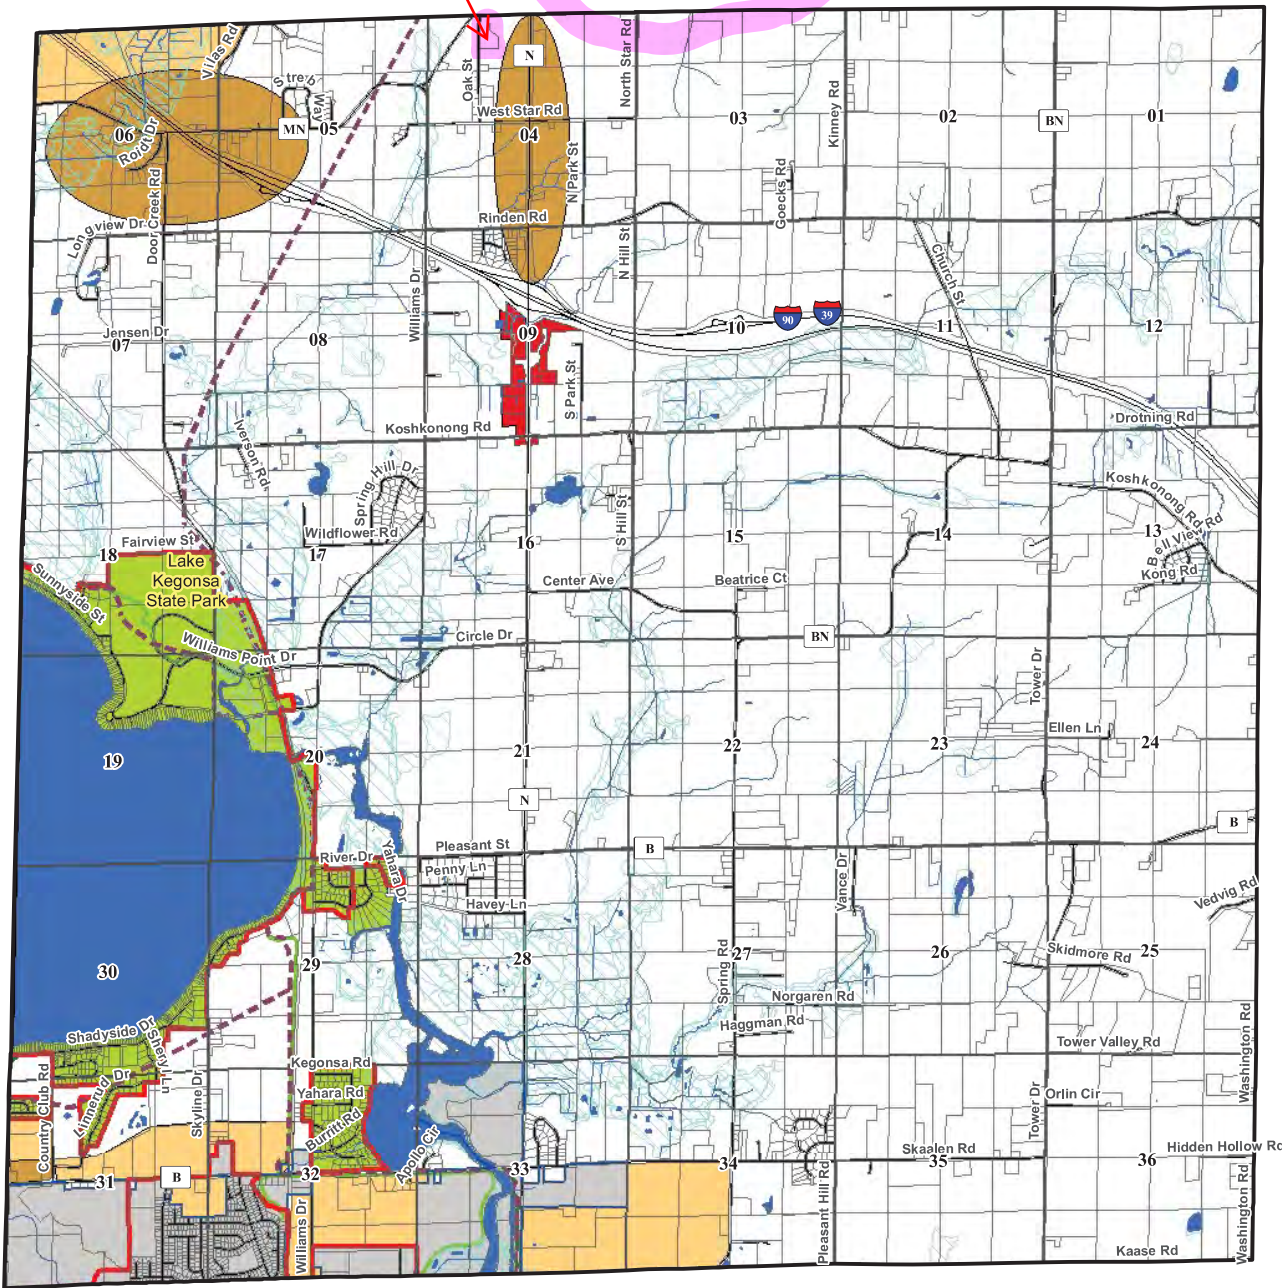 Vilas Rd
Oak St
N
North Star Rd
Streb
Way
West Star Rd
Kinney Rd
06
MN
05
04
03
02
BN
01
Roidt Dr
Door Creek Rd
N Park St
Goecks Rd
Longview Dr
Rinden Rd
N Hill St
Church St
Williams Dr
Jensen Dr
07
08
09
10
90
39
11
12
S Park St
Koshkonong Rd
Drotning Rd
Iverson Rd
Spring Hill Dr
Koshkonong Rd
S Hill St
Wildflower Rd
Fairview St
18
17
16
15
14
13
Bell View Rd
Kong Rd
Lake
Kegonsa
State Park
Sunnyside St
Center Ave
Beatrice Ct
Williams Point Dr
Circle Dr
BN
Tower Dr
Ellen Ln
19
20
21
22
23
24
N
B
Pleasant St
B
River Dr
Yahara Dr
Penny Ln
Havey Ln
Vance Dr
Vedvig Rd
30
29
28
27
26
25
Spring Rd
Skidmore Rd
Norgaren Rd
Haggman Rd
Shadyside Dr
Sheryl Ln
Tower Valley Rd
Washington Rd
Kegonsa Rd
Country Club Rd
Linnerud Dr
Skyline Dr
Yahara Rd
Burritt Rd
Apollo Cir
Tower Dr
Orlin Cir
Skaalen Rd
Hidden Hollow Rd
31
B
32
33
34
35
36
Williams Dr
Pleasant Hill Rd
Washington Rd
Kaase Rd